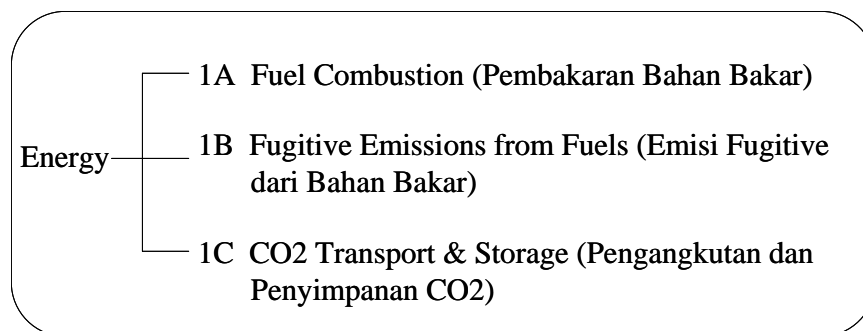 1A Fuel Combustion (Pembakaran Bahan Bakar)
Energy
1B Fugitive Emissions from Fuels (Emisi Fugitive
dari Bahan Bakar)
1C CO2 Transport & Storage (Pengangkutan dan
Penyimpanan CO2)